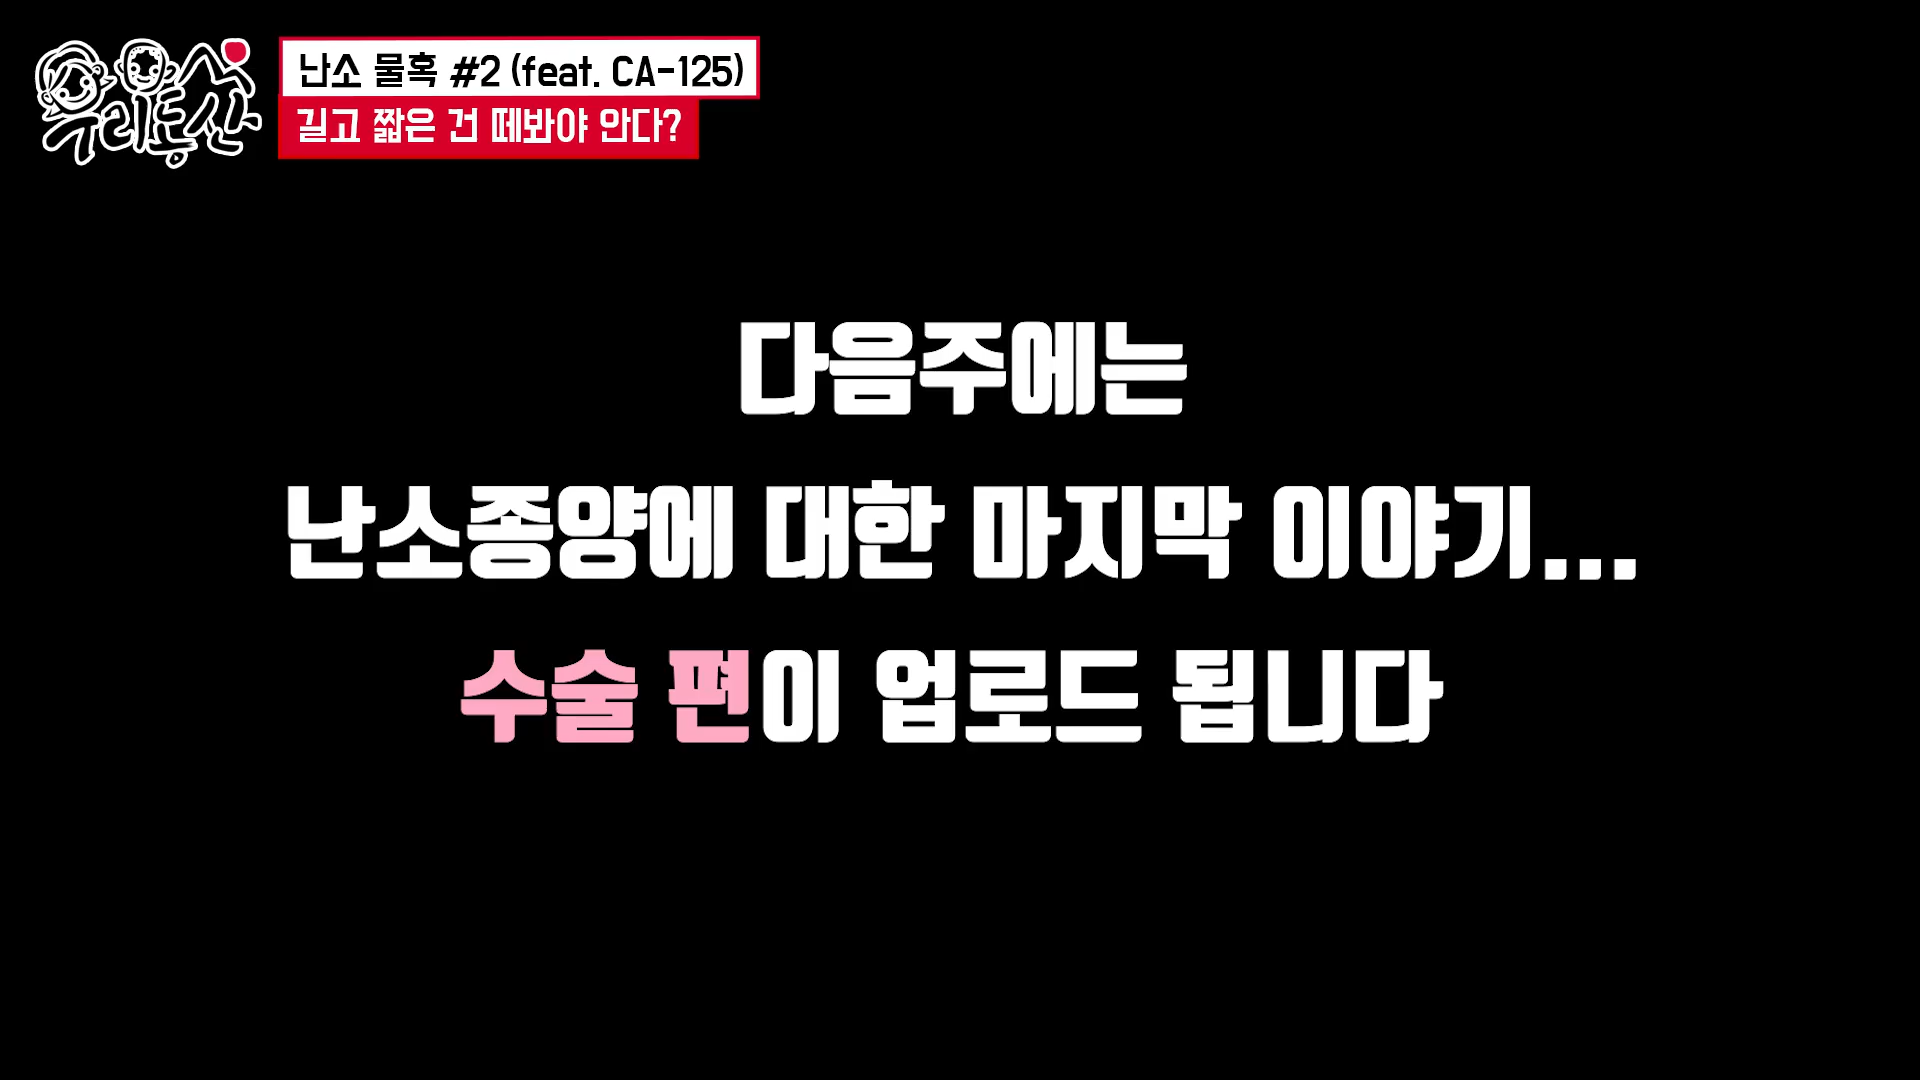 우리동산
난소 물혹 #2 (feat. CA-125)
길고 짧은 건 떼봐야 안다?
다음주에는
난소종양에 대한 마지막 이야기...
수술 편이 업로드 됩니다